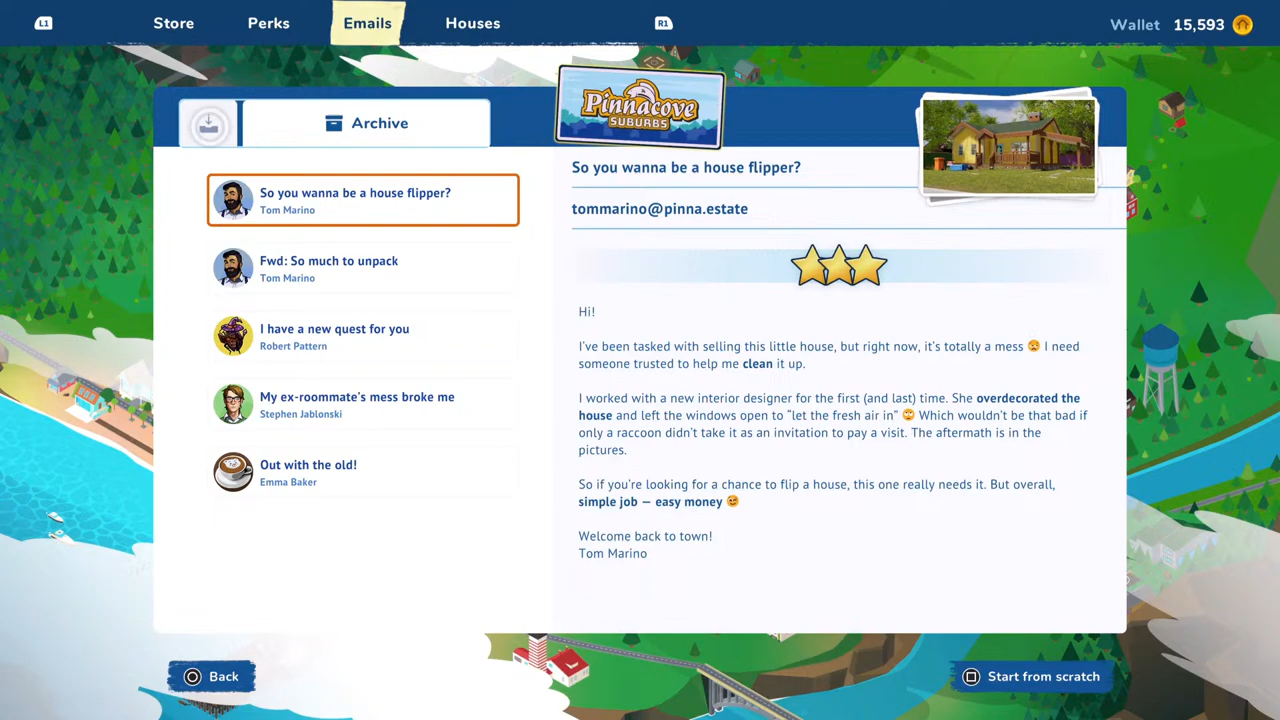 L1
Store
Perks
Emails
Houses
R1
Wallet 15,593
Archive
Pinnacove
SUBURBS
So you wanna be a house flipper?
Tom Marino
Fwd: So much to unpack
Tom Marino
I have a new quest for you
Robert Pattern
My ex-roommate's mess broke me
Stephen Jablonski
Out with the old!
Emma Baker
So you wanna be a house flipper?
tommarino@pinna.estate
Hi!
I've been tasked with selling this little house, but right now, it's totally a mess 😫 I need
someone trusted to help me clean it up.
I worked with a new interior designer for the first (and last) time. She overdecorated the
house and left the windows open to “let the fresh air in” 🙄 Which wouldn't be that bad if
only a raccoon didn't take it as an invitation to pay a visit. The aftermath is in the
pictures.
So if you're looking for a chance to flip a house, this one really needs it. But overall,
simple job — easy money 😊
Welcome back to town!
Tom Marino
Back
Start from scratch